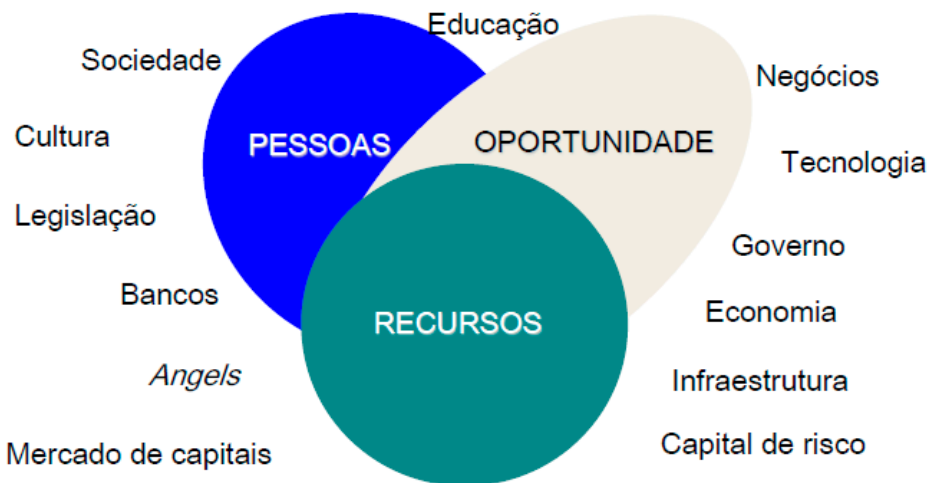 Educação
Sociedade
Negócios
Cultura
PESSOAS
OPORTUNIDADE
Tecnologia
Legislação
Governo
Bancos
RECURSOS
Economia
Angels
Infraestrutura
Mercado de capitais
Capital de risco